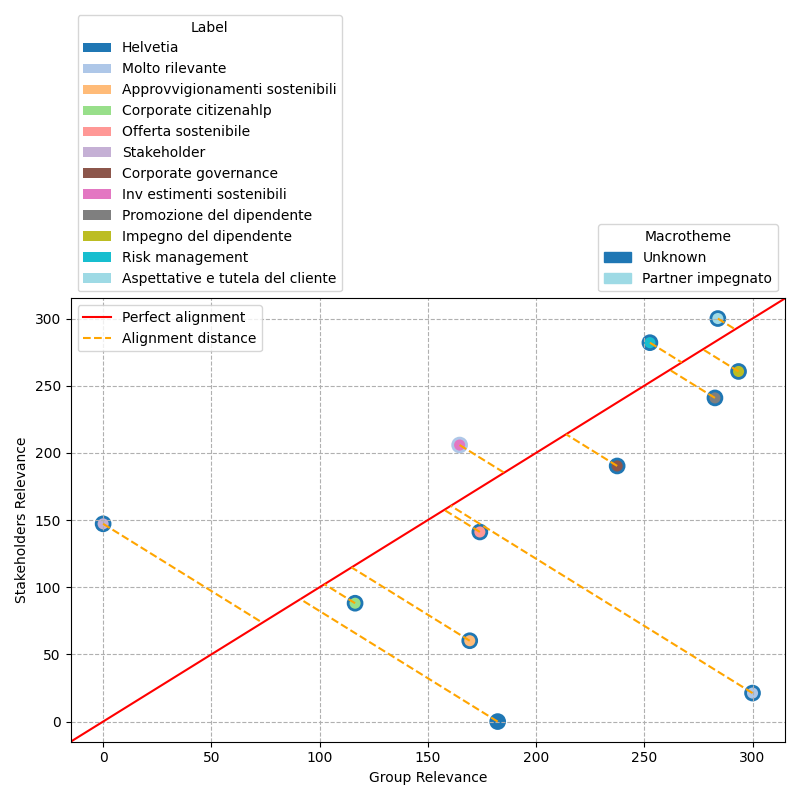 Label
Helvetia
Molto rilevante
Approvvigionamenti sostenibili
Corporate citizenahlp
Offerta sostenibile
Stakeholder
Corporate governance
Inv estimenti sostenibili
Promozione del dipendente
Impegno del dipendente
Risk management
Aspettative e tutela del cliente
Macrotheme
Unknown
Partner impegnato
Perfect alignment
Alignment distance
300
250
200
150
100
50
0
Stakeholders Relevance
0 50 100 150 200 250 300
Group Relevance